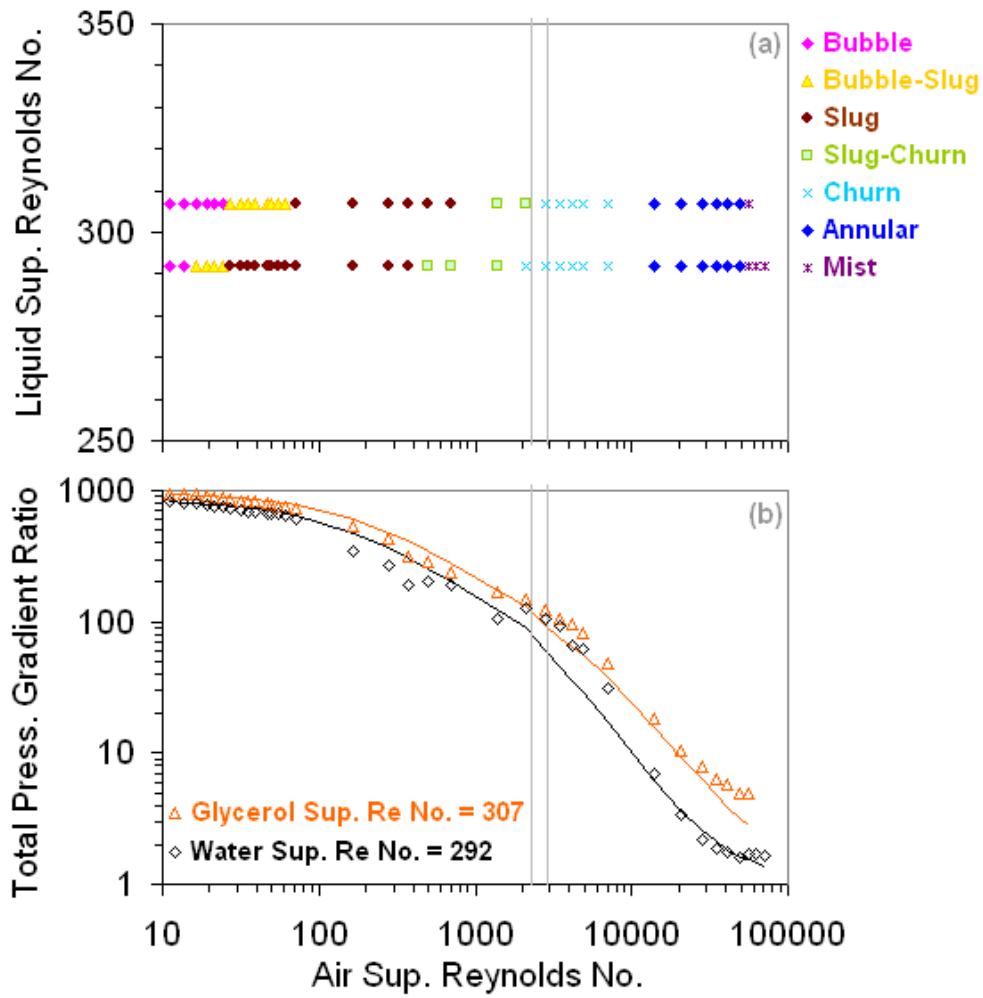 350
(a)
Liquid Sup. Reynolds No.
300
250
Bubble
Bubble-Slug
Slug
Slug-Churn
Churn
Annular
Mist
1000
(b)
Total Press. Gradient Ratio
100
10
1
Glycerol Sup. Re No. = 307
Water Sup. Re No. = 292
10 100 1000 10000 100000
Air Sup. Reynolds No.